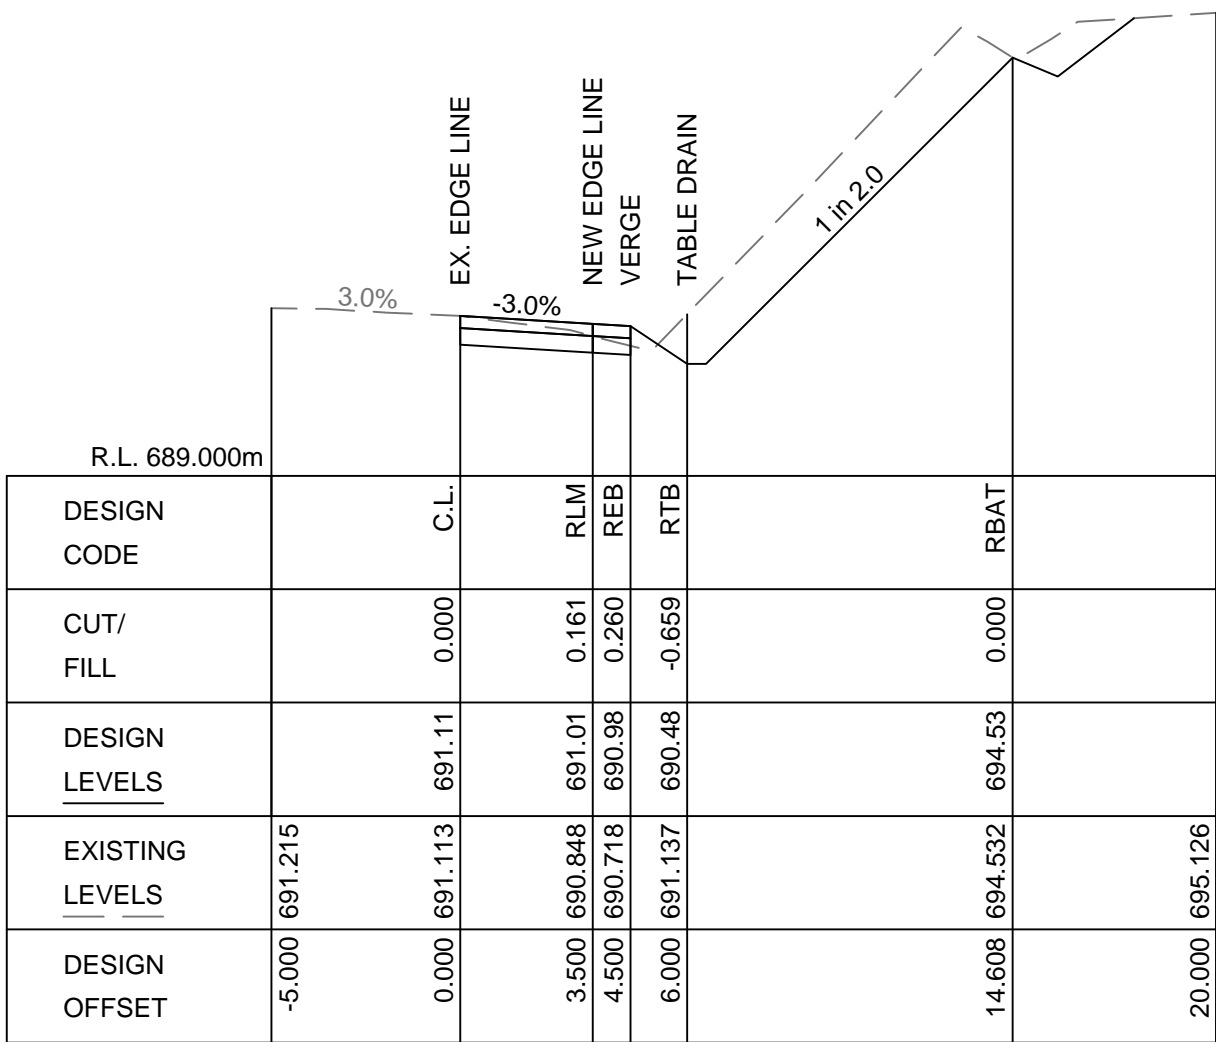 EX. EDGE LINE
NEW EDGE LINE
VERGE
TABLE DRAIN
1 in 2.0
3.0%
-3.0%
R.L. 689.000m
DESIGN
CODE
C.L.
RLM
REB
RTB
RBAT
CUT/
FILL
0.000
0.161
0.260
-0.659
0.000
DESIGN
LEVELS
691.11
691.01
690.98
690.48
694.53
EXISTING
LEVELS
691.215
691.113
690.848
690.718
691.137
694.532
695.126
DESIGN
OFFSET
-5.000
0.000
3.500
4.500
6.000
14.608
20.000